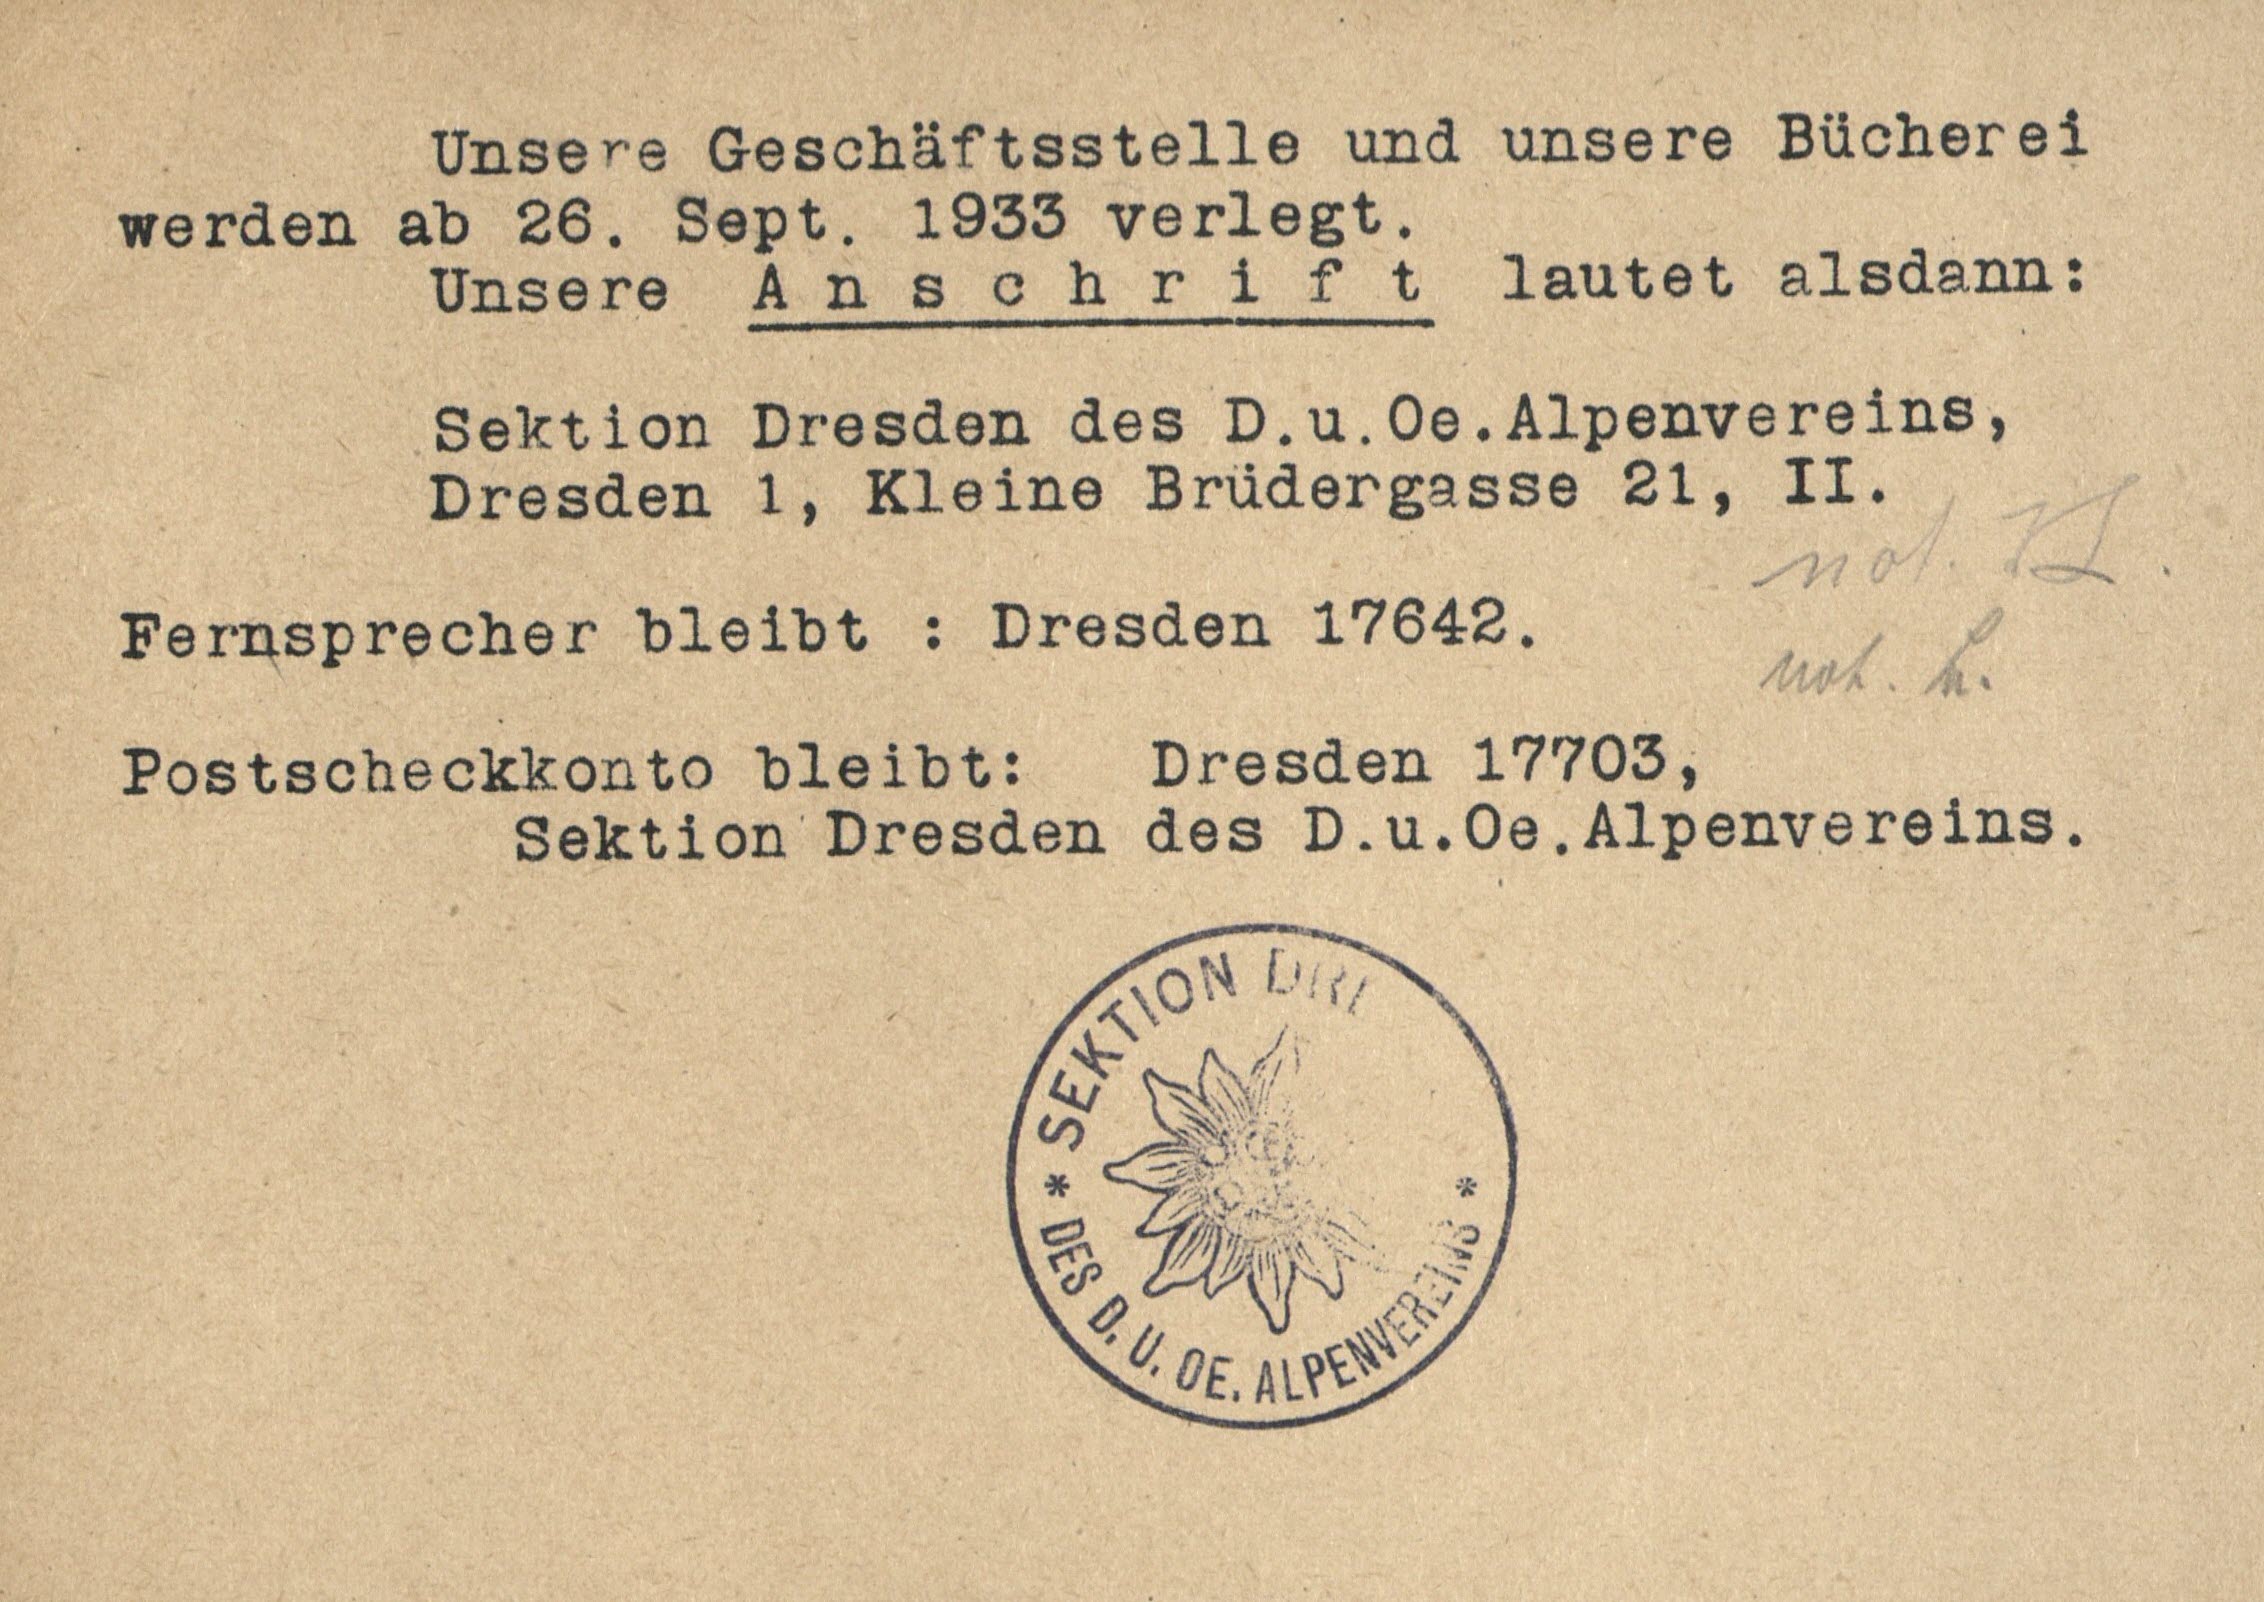 Unsere Geschäftsstelle und unsere Bücherei
werden ab 26. Sept. 1933 verlegt.
Unsere A n s c h r i f t lautet alsdann:
Sektion Dresden des D.u.Oe.Alpenvereins,
Dresden 1, Kleine Brüdergasse 21, II.
not.
Fernsprecher bleibt : Dresden 17642.
not. h.
Postscheckkonto bleibt: Dresden 17703,
Sektion Dresden des D.u.Oe.Alpenvereins.
* SEKTION
DES D. U. OE. ALPENVEREINS *